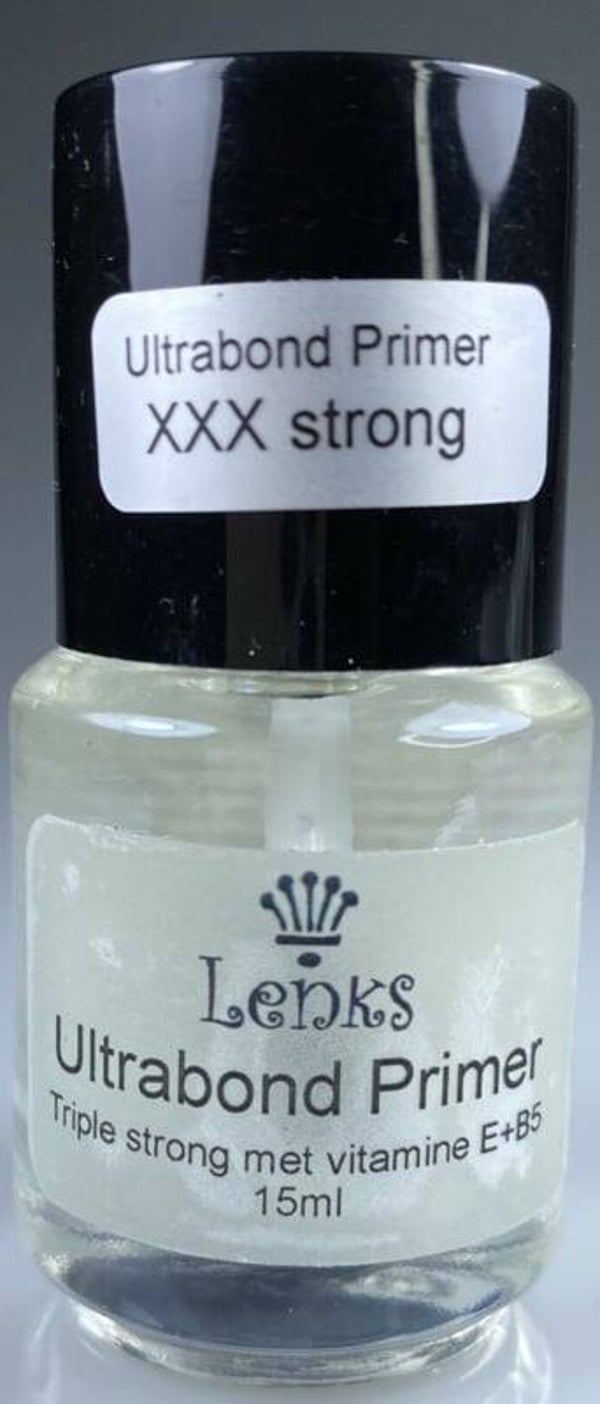 Ultrabond Primer
XXX strong
Lenks
Ultrabond Primer
Triple strong met vitamine E+B5
15ml